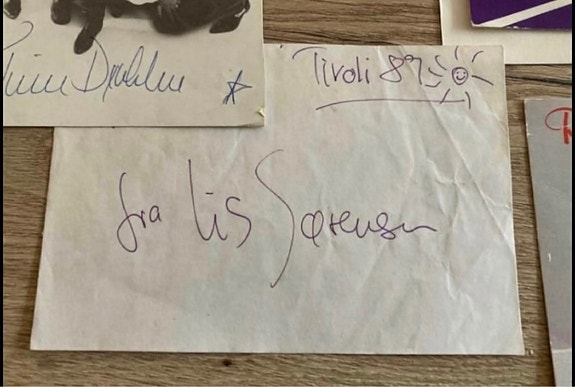 Tivoli 89
fra Lis Sørensen